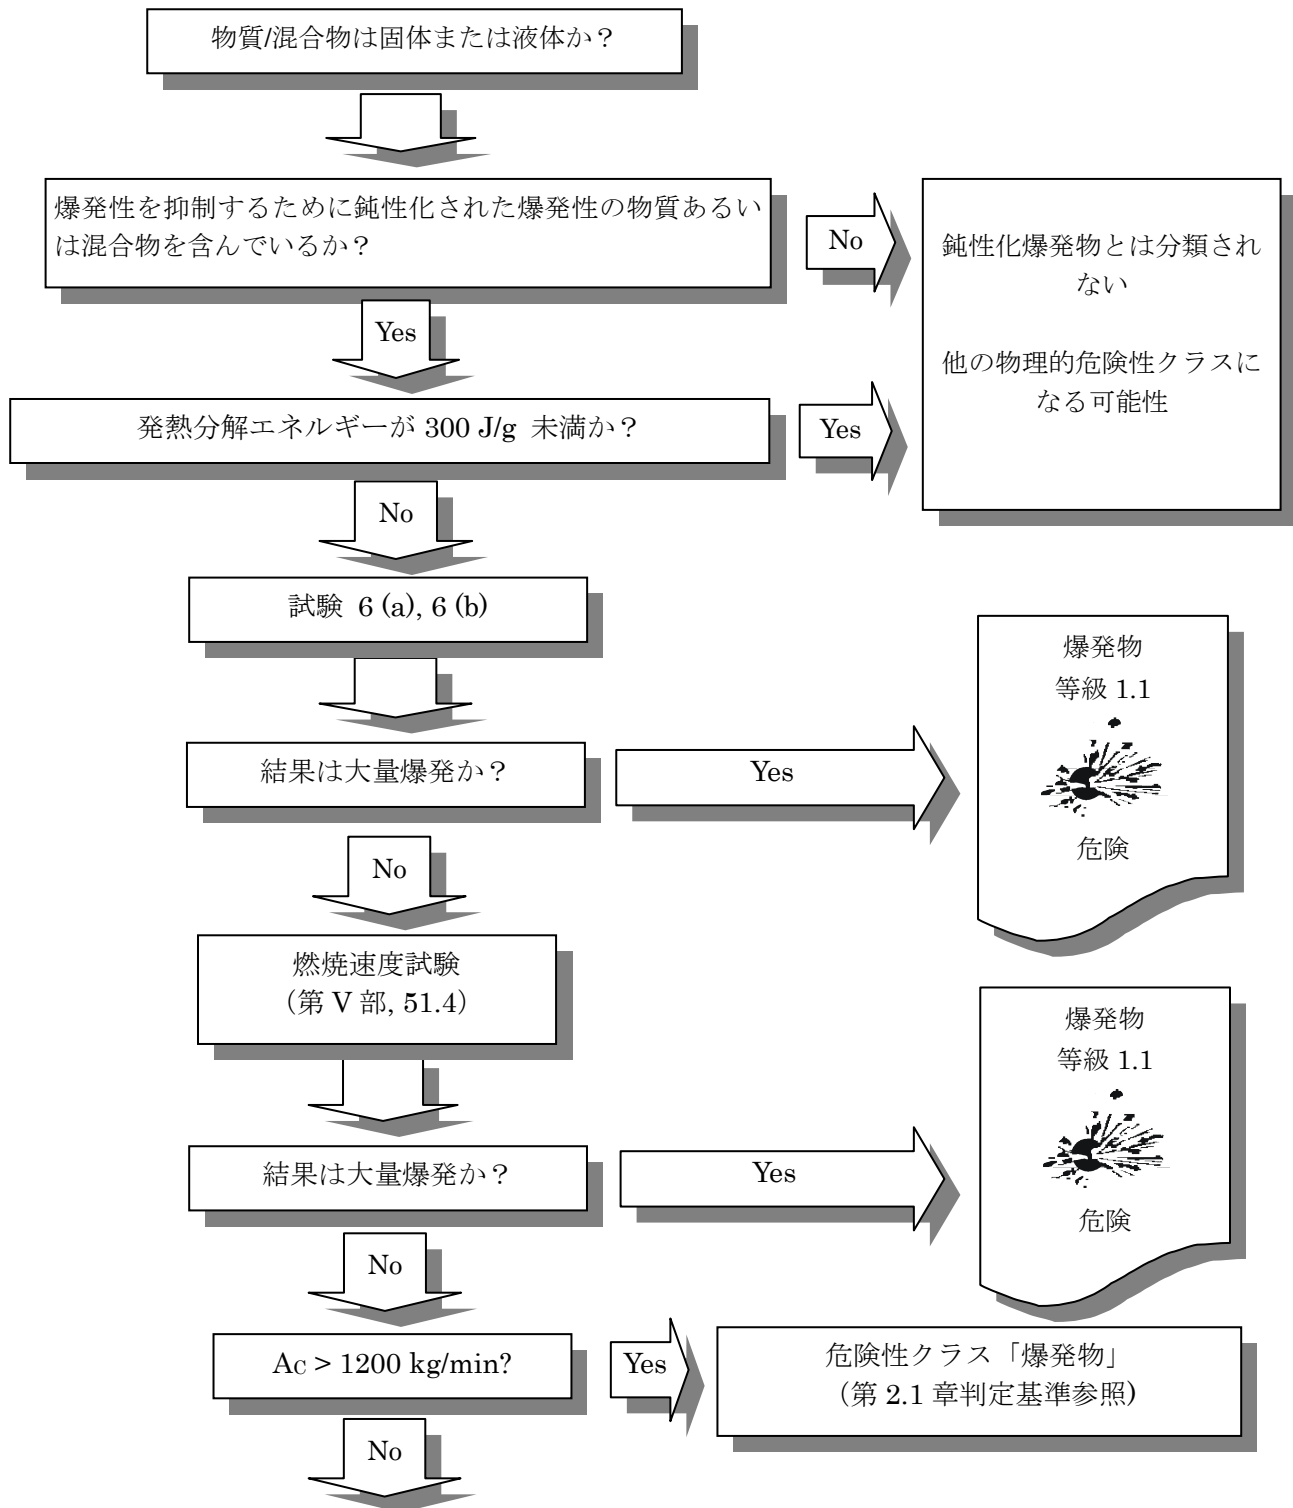 物質/混合物は固体または液体か？
爆発性を抑制するために鈍性化された爆発性の物質あるい
は混合物を含んでいるか？
No
鈍性化爆発物とは分類され
ない
他の物理的危険性クラスに
なる可能性
Yes
発熱分解エネルギーが 300 J/g 未満か？
Yes
No
試験 6 (a), 6 (b)
結果は大量爆発か？
Yes
爆発物
等級 1.1
危険
No
燃焼速度試験
（第 V 部, 51.4）
結果は大量爆発か？
Yes
爆発物
等級 1.1
危険
No
AC > 1200 kg/min?
Yes
危険性クラス「爆発物」
（第 2.1 章判定基準参照)
No